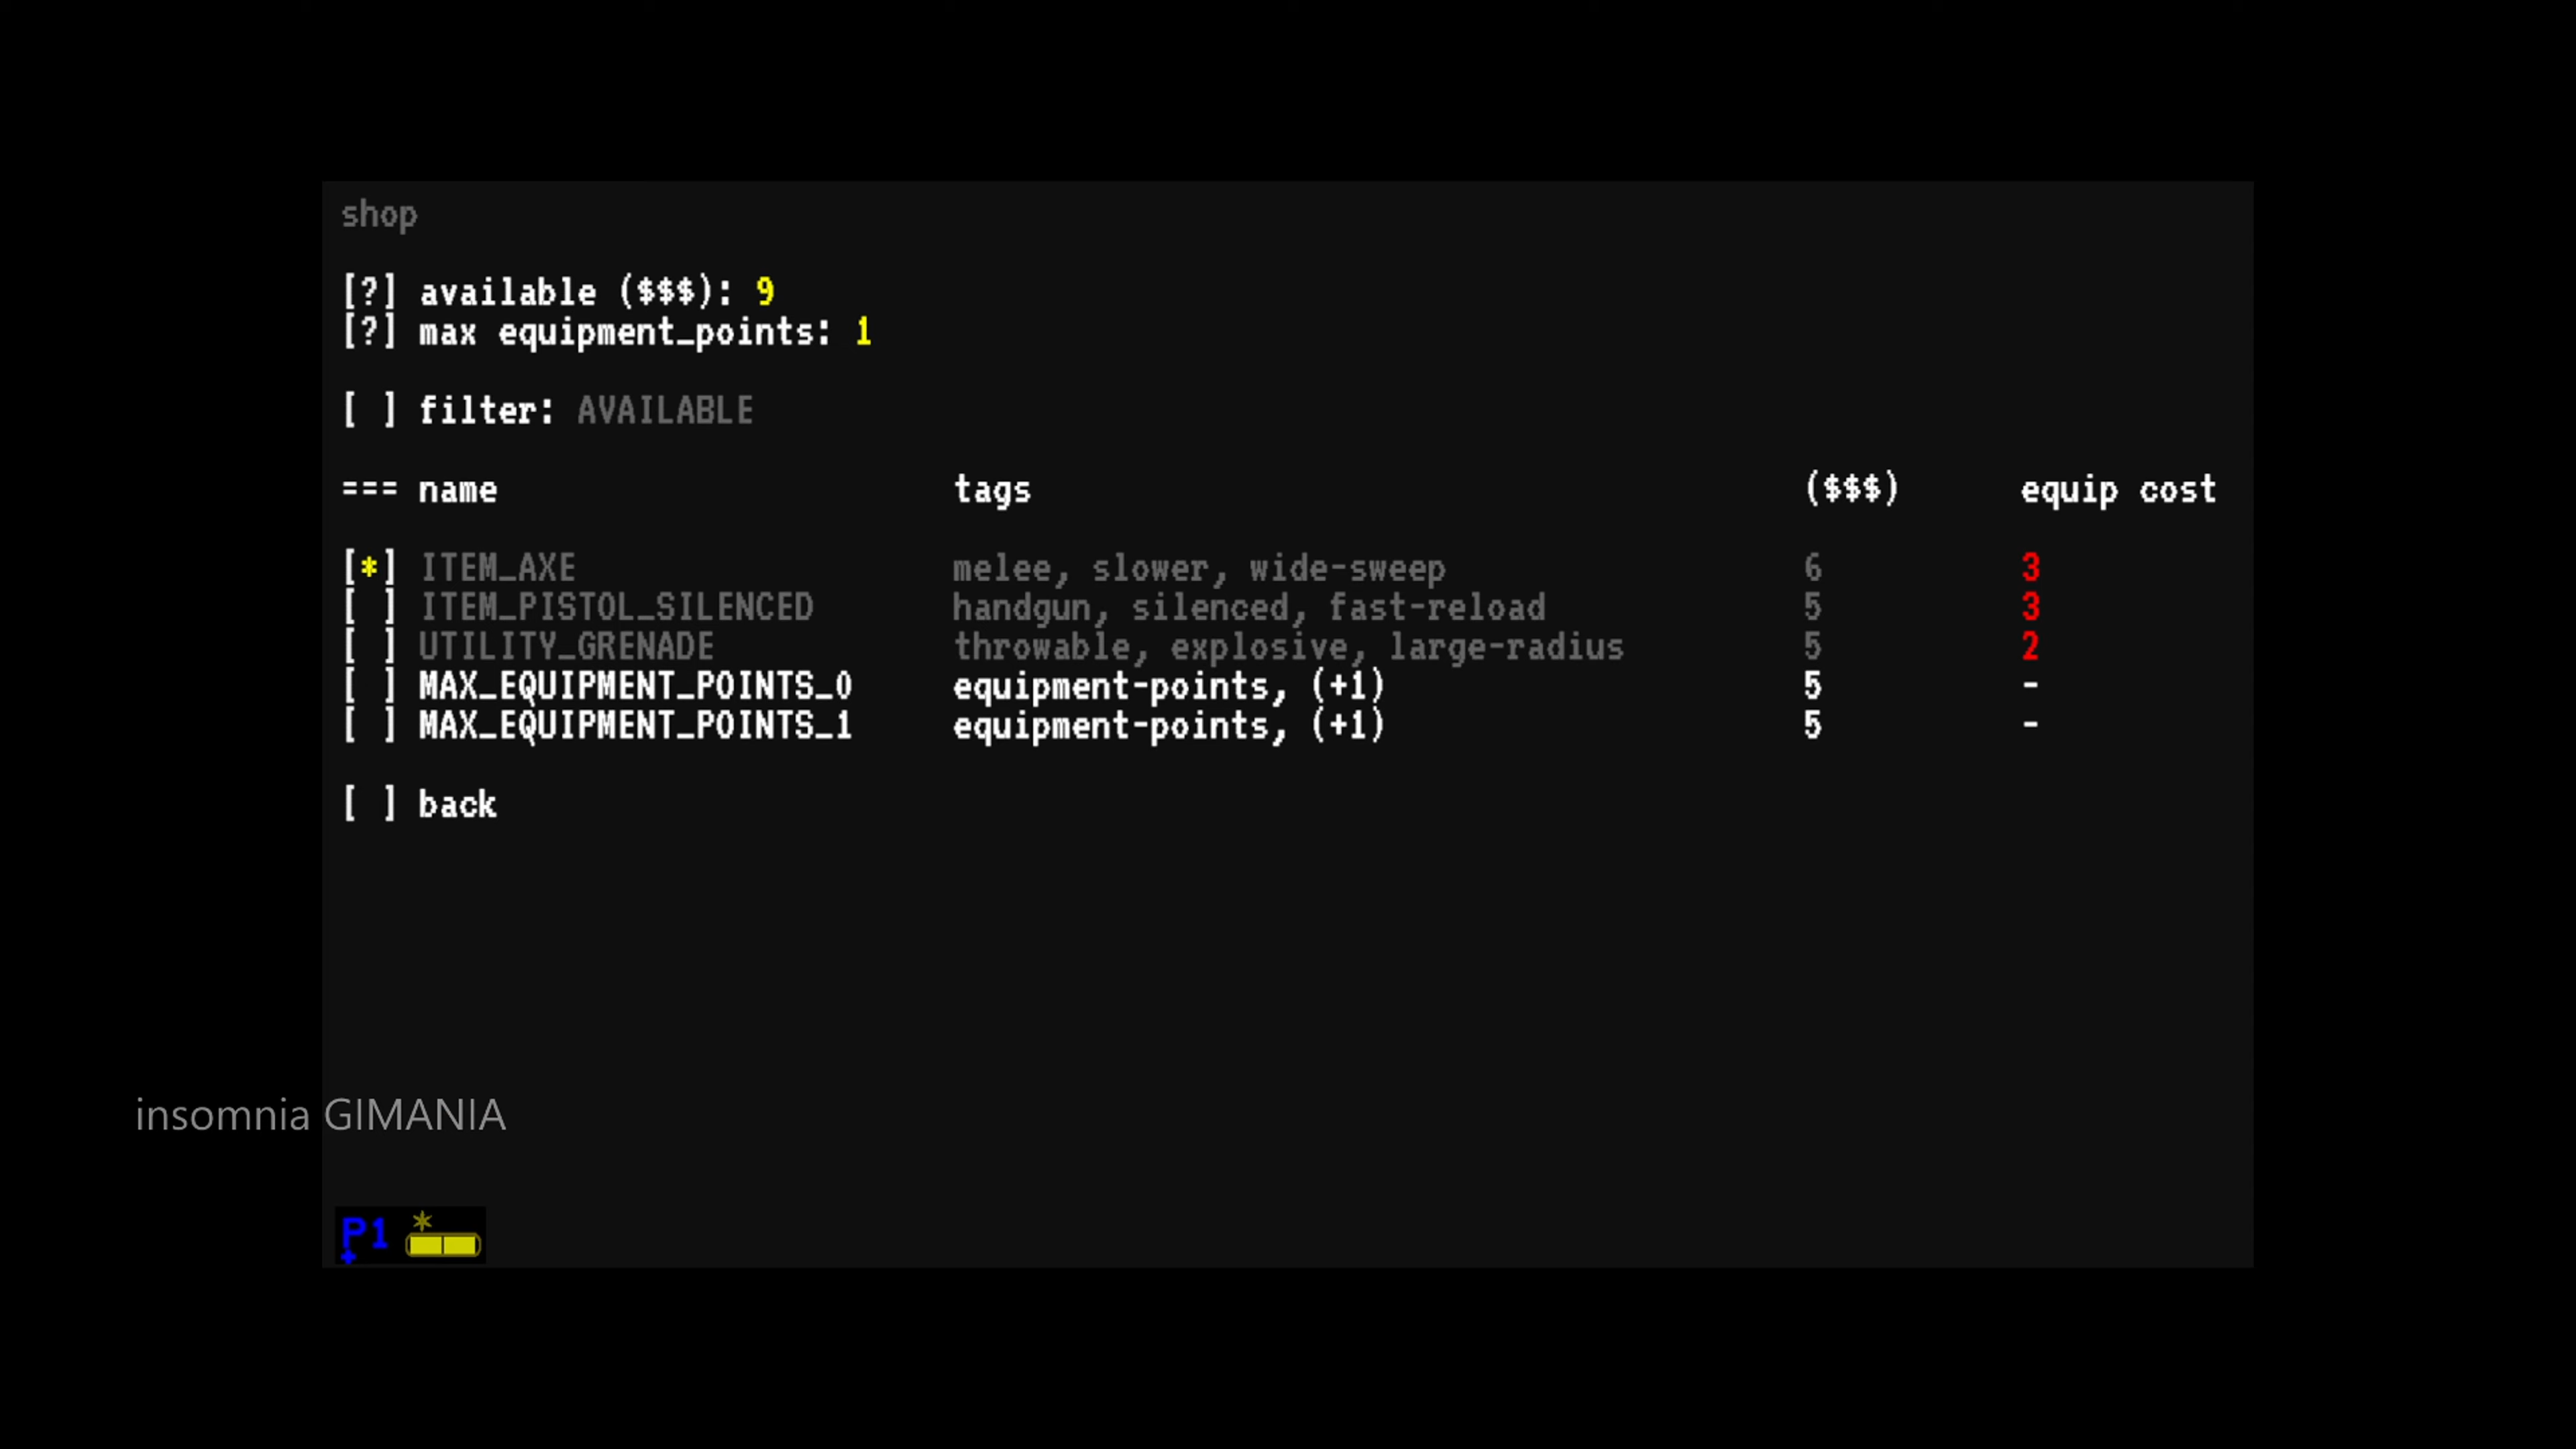 shop
[?] available ($$$): 9
[?] max equipment_points: 1
[ ] filter: AVAILABLE
=== name tags ($$$) equip cost
[*] ITEM_AXE melee, slower, wide-sweep 6 3
[ ] ITEM_PISTOL_SILENCED handgun, silenced, fast-reload 5 3
[ ] UTILITY_GRENADE throwable, explosive, large-radius 5 2
[ ] MAX_EQUIPMENT_POINTS_0 equipment-points, (+1) 5 -
[ ] MAX_EQUIPMENT_POINTS_1 equipment-points, (+1) 5 -
[ ] back
insomnia GIMANIA
P1 *